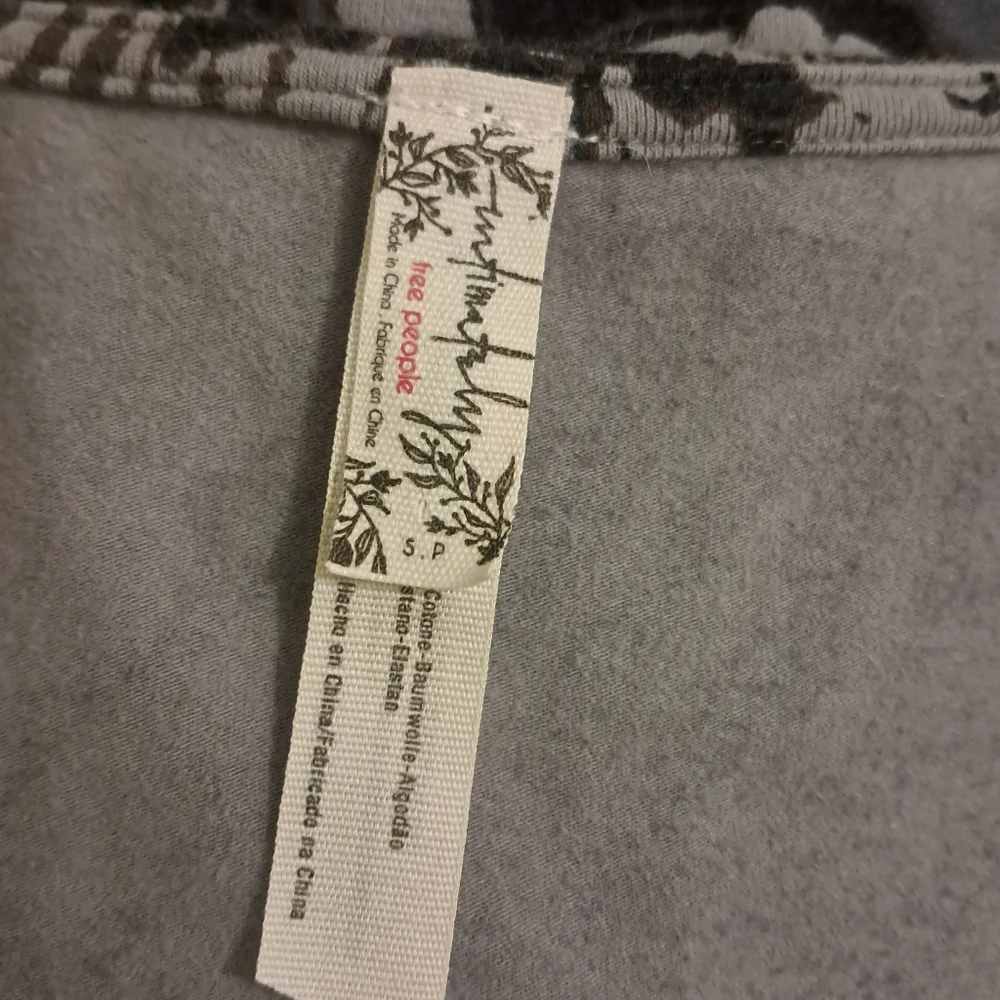 Intimately
free people
Made in China . Fabriqué en Chine
S.P
Cotone-Baumwolle-Algodão
stano-Elastan
Hecho en China/Fabricado na China